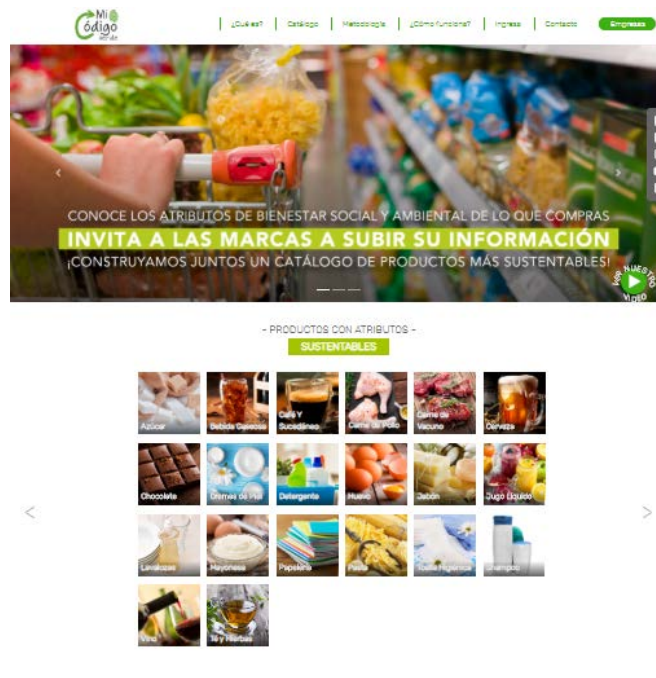 Mi
Código
Verde
¿Qué es?
Catálogo
Metodología
¿Cómo funciona?
Ingresa
Contacto
Empresas
CONOCE LOS ATRIBUTOS DE BIENESTAR SOCIAL Y AMBIENTAL DE LO QUE COMPRAS
INVITA A LAS MARCAS A SUBIR SU INFORMACIÓN
¡CONSTRUYAMOS JUNTOS UN CATÁLOGO DE PRODUCTOS MÁS SUSTENTABLES!
VER NUESTRO
VIDEO
- PRODUCTOS CON ATRIBUTOS -
SUSTENTABLES
Azúcar
Bebida Gaseosa
Café Y
Sucedáneo
Carne de Pollo
Carne de
Vacuno
Cerveza
Chocolate
Cremas de Piel
Detergente
Huevo
Jabón
Jugo Líquido
Lavalozas
Mayonesa
Papelería
Pasta
Toalla Higiénica
Shampoo
Vino
Té y Hierbas